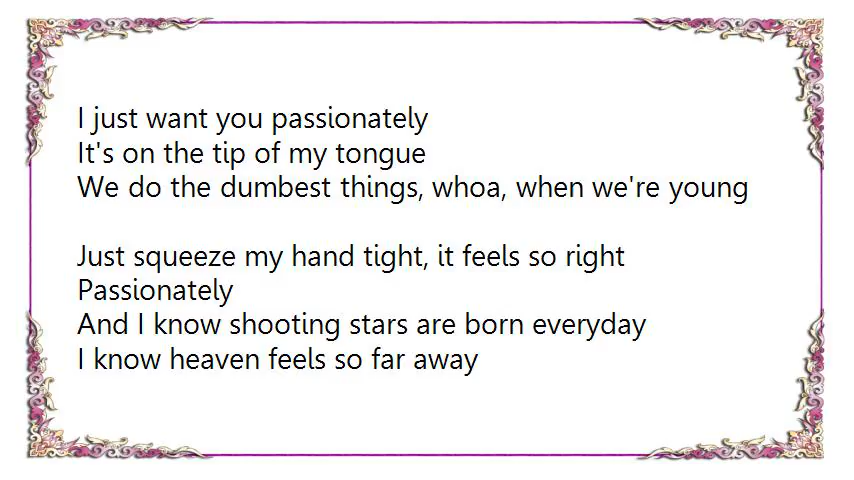 I just want you passionately
It's on the tip of my tongue
We do the dumbest things, whoa, when we're young
Just squeeze my hand tight, it feels so right
Passionately
And I know shooting stars are born everyday
I know heaven feels so far away